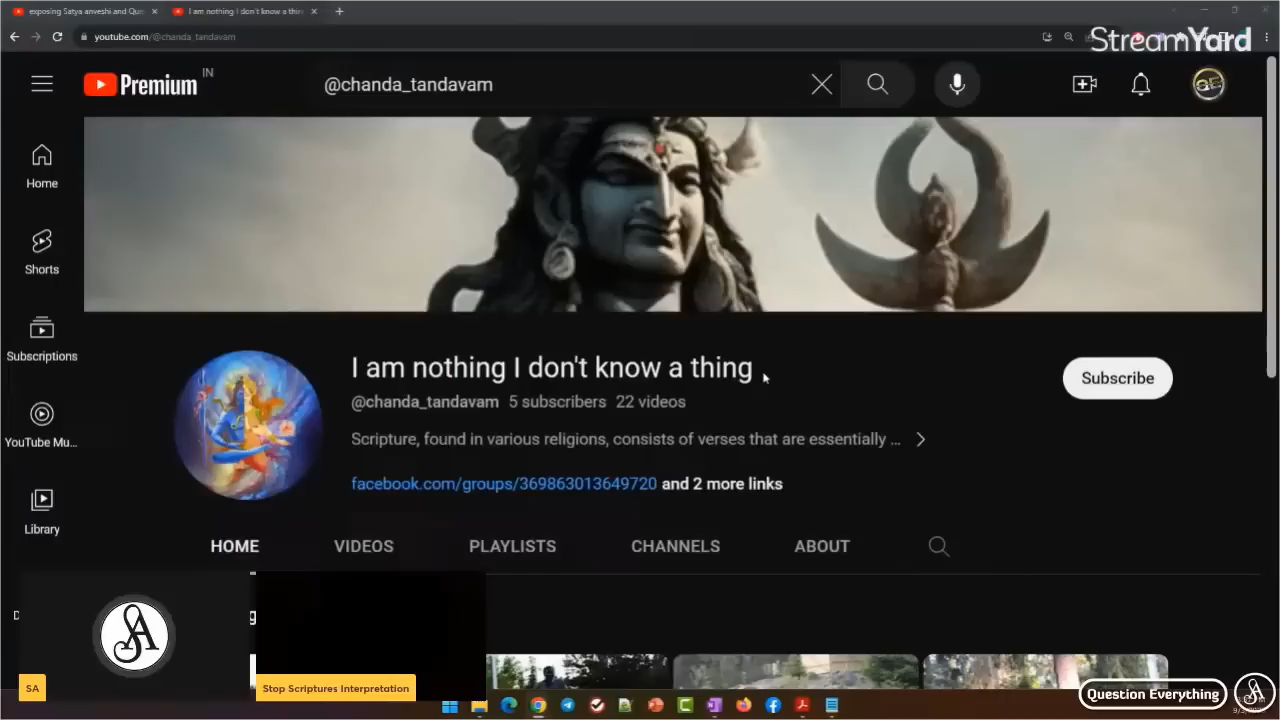 exposing Satya anveshi and Que
I am nothing I don't know a thin
youtube.com/@chanda_tandavam
StreamYard
Premium IN
@chanda_tandavam
Home
Shorts
Subscriptions
YouTube Mu...
Library
I am nothing I don't know a thing
Subscribe
@chanda_tandavam 5 subscribers 22 videos
Scripture, found in various religions, consists of verses that are essentially ...
facebook.com/groups/369863013649720 and 2 more links
HOME VIDEOS PLAYLISTS CHANNELS ABOUT
SA
Stop Scriptures Interpretation
Question Everything